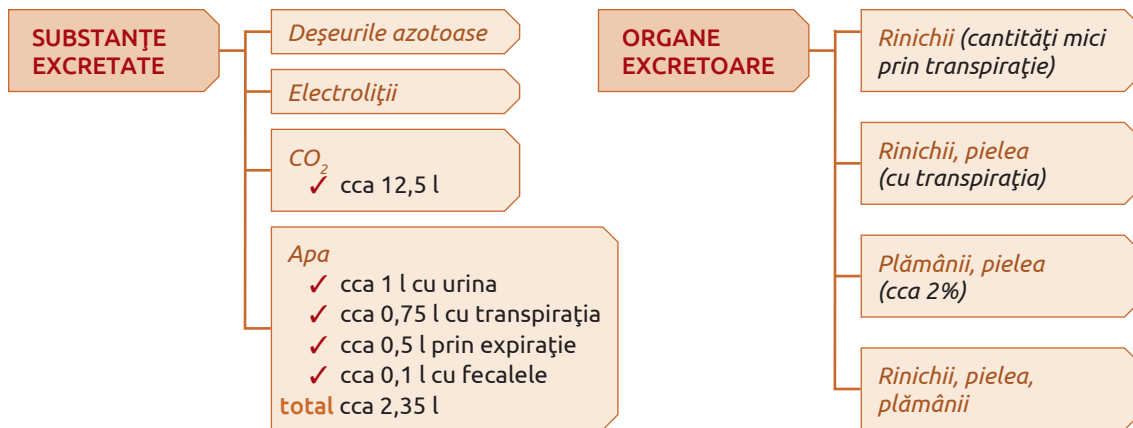 SUBSTANŢE
EXCRETATE
Deşeurile azotoase
Electroliţii
CO₂
✓ cca 12,5 l
Apa
✓ cca 1 l cu urina
✓ cca 0,75 l cu transpiraţia
✓ cca 0,5 l prin expiraţie
✓ cca 0,1 l cu fecalele
total cca 2,35 l
ORGANE
EXCRETOARE
Rinichii (cantităţi mici
prin transpiraţie)
Rinichii, pielea
(cu transpiraţia)
Plămânii, pielea
(cca 2%)
Rinichii, pielea,
plămânii